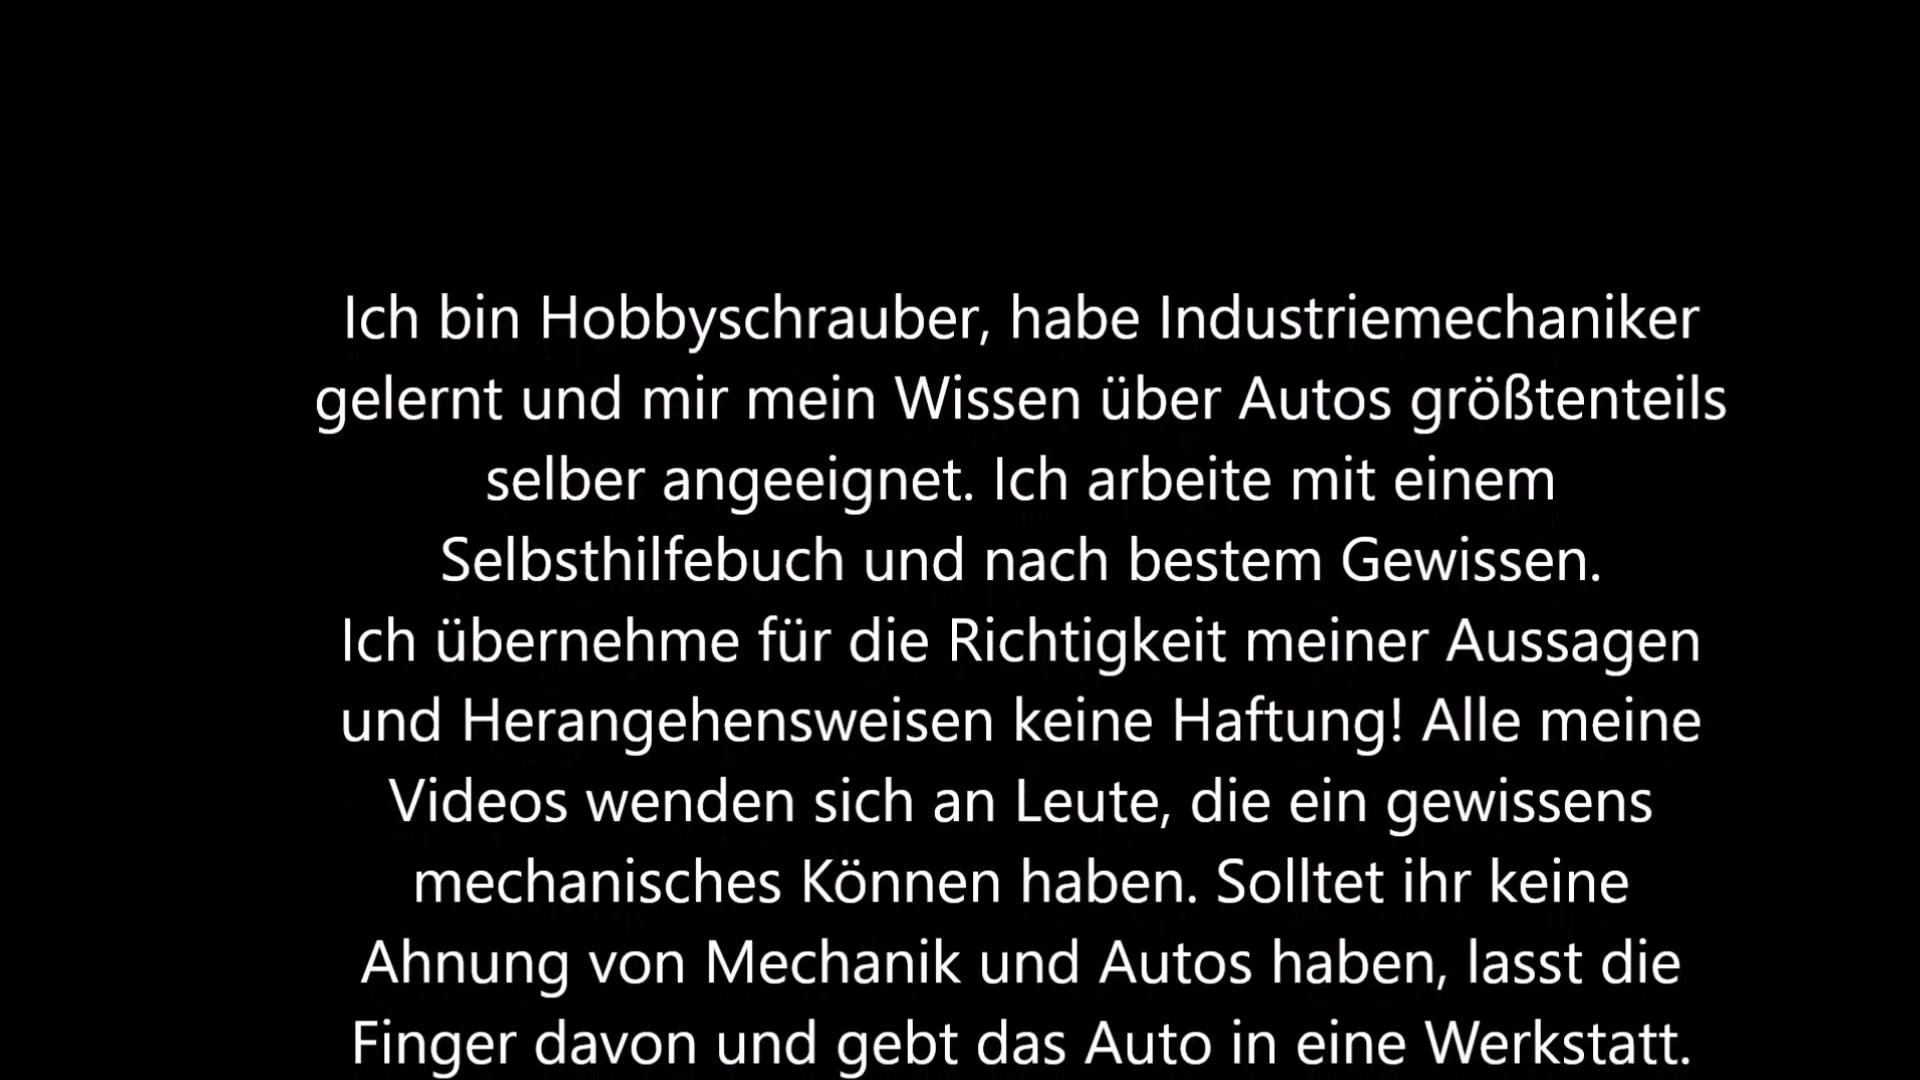 Ich bin Hobbyschrauber, habe Industriemechaniker
gelernt und mir mein Wissen über Autos größtenteils
selber angeeignet. Ich arbeite mit einem
Selbsthilfebuch und nach bestem Gewissen.
Ich übernehme für die Richtigkeit meiner Aussagen
und Herangehensweisen keine Haftung! Alle meine
Videos wenden sich an Leute, die ein gewissens
mechanisches Können haben. Solltet ihr keine
Ahnung von Mechanik und Autos haben, lasst die
Finger davon und gebt das Auto in eine Werkstatt.